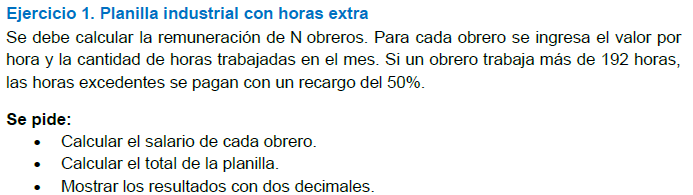 Ejercicio 1. Planilla industrial con horas extra
Se debe calcular la remuneración de N obreros. Para cada obrero se ingresa el valor por
hora y la cantidad de horas trabajadas en el mes. Si un obrero trabaja más de 192 horas,
las horas excedentes se pagan con un recargo del 50%.
Se pide:
• Calcular el salario de cada obrero.
• Calcular el total de la planilla.
• Mostrar los resultados con dos decimales.